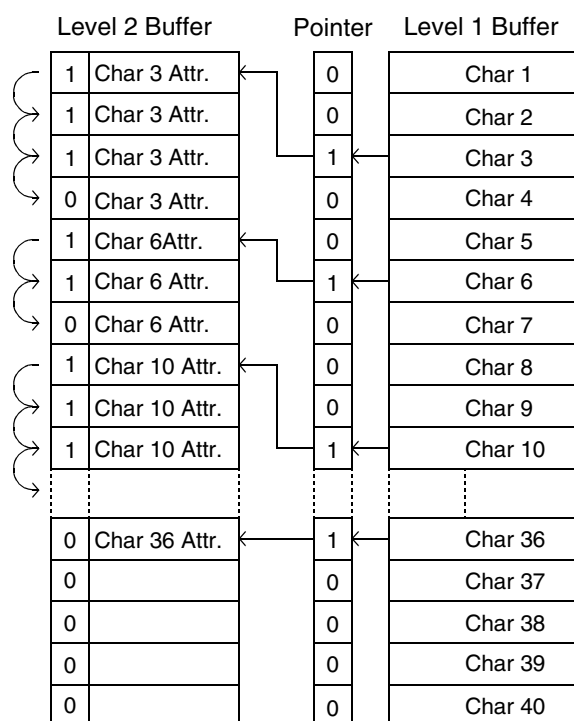 Level 2 Buffer Pointer Level 1 Buffer
1 Char 3 Attr. 0 Char 1
1 Char 3 Attr. 0 Char 2
1 Char 3 Attr. 1 Char 3
0 Char 3 Attr. 0 Char 4
1 Char 6Attr. 0 Char 5
1 Char 6 Attr. 1 Char 6
0 Char 6 Attr. 0 Char 7
1 Char 10 Attr. 0 Char 8
1 Char 10 Attr. 0 Char 9
1 Char 10 Attr. 1 Char 10
0 Char 36 Attr. 1 Char 36
0 0 Char 37
0 0 Char 38
0 0 Char 39
0 0 Char 40